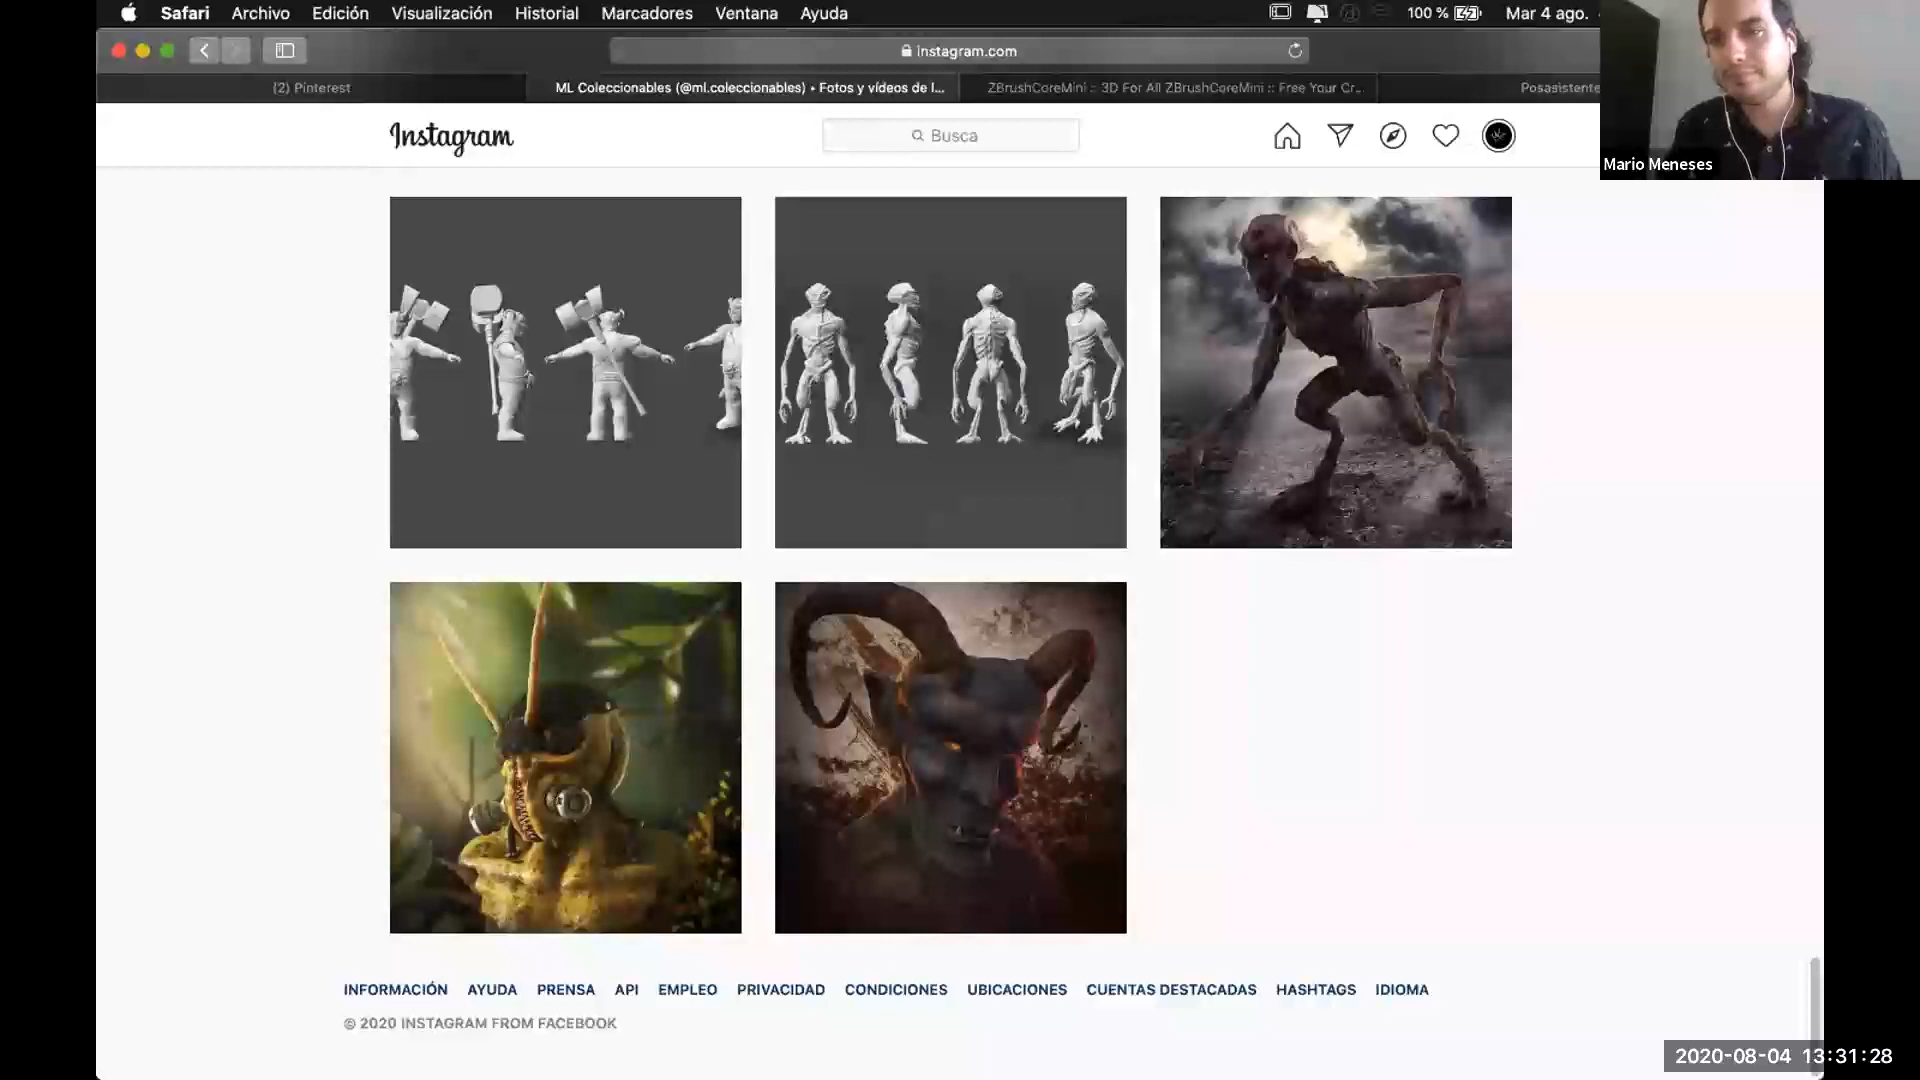 Safari Archivo Edición Visualización Historial Marcadores Ventana Ayuda 100 % Mar 4 ago.
instagram.com
(2) Pinterest
ML Coleccionables (@ml.coleccionables) • Fotos y vídeos de I...
ZBrushCoreMini :: 3D For All ZBrushCoreMini :: Free Your Cr...
Posasistente
Instagram
Busca
Mario Meneses
INFORMACIÓN AYUDA PRENSA API EMPLEO PRIVACIDAD CONDICIONES UBICACIONES CUENTAS DESTACADAS HASHTAGS IDIOMA
© 2020 INSTAGRAM FROM FACEBOOK
2020-08-04 13:31:28